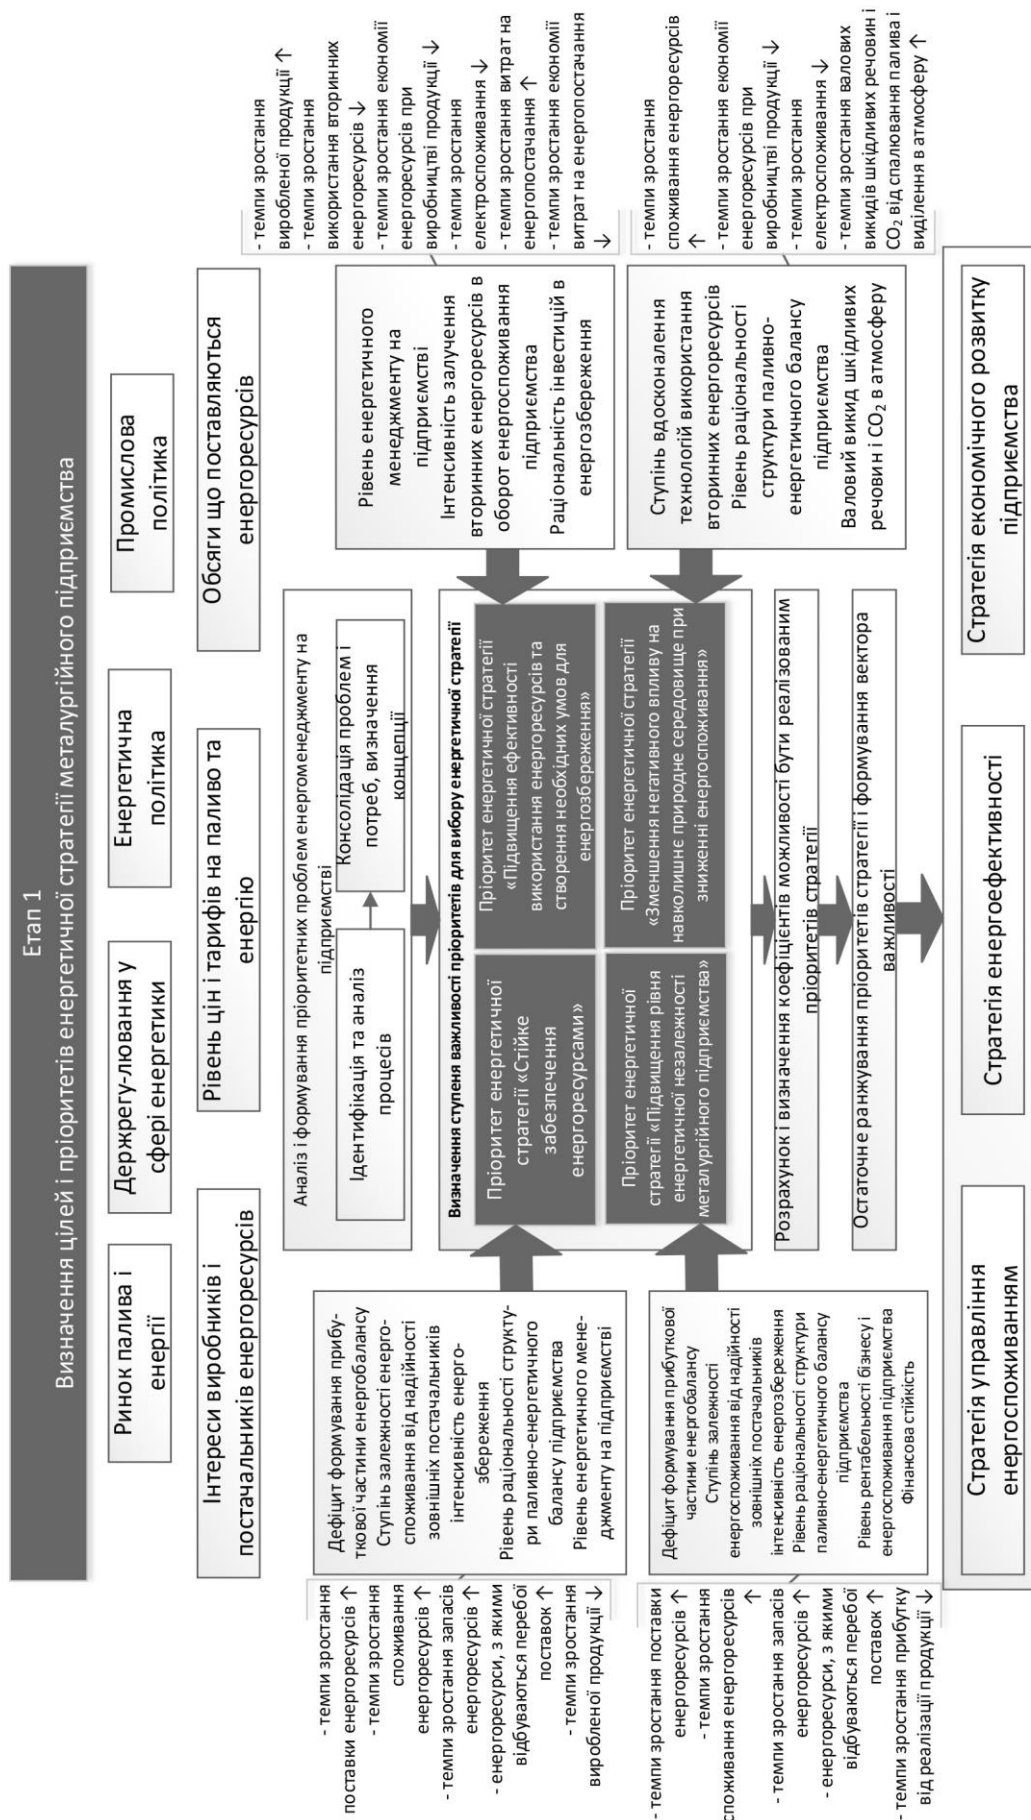 Етап 1
Визначення цілей і пріоритетів енергетичної стратегії металургійного підприємства
Ринок палива і
енергії
Держрегу-лювання у
сфері енергетики
Енергетична
політика
Промислова
політика
Інтереси виробників і
постачальників енергоресурсів
Рівень цін і тарифів на паливо та
енергію
Обсяги що поставляються
енергоресурсів
Аналіз і формування пріоритетних проблем енергоменеджменту на
підприємстві
Ідентифікація та аналіз
процесів
Консолідація проблем і
потреб, визначення
концепції
Визначення ступеня важливості пріоритетів для вибору енергетичної стратегії
Пріоритет енергетичної
стратегії «Стійке
забезпечення
енергоресурсами»
Пріоритет енергетичної стратегії
«Підвищення ефективності
використання енергоресурсів та
створення необхідних умов для
енергозбереження»
Пріоритет енергетичної
стратегії «Підвищення рівня
енергетичної незалежності
металургійного підприємства»
Пріоритет енергетичної стратегії
«Зменшення негативного впливу на
навколишнє природне середовище при
зниженні енергоспоживання»
Розрахунок і визначення коефіцієнтів можливості бути реалізованим
пріоритетів стратегії
Остаточне ранжування пріоритетів стратегії і формування вектора
важливості
- темпи зростання
поставки енергоресурсів ↑
- темпи зростання
споживання
енергоресурсів ↑
- темпи зростання запасів
енергоресурсів ↑
- енергоресурси, з якими
відбуваються перебої
поставок ↑
- темпи зростання
виробленої продукції ↓
Дефіцит формування прибу-
ткової частини енергобалансу
Ступінь залежності енерго-
споживання від надійності
зовнішніх постачальників
інтенсивність енерго-
збереження
Рівень раціональності структу-
ри паливно-енергетичного
балансу підприємства
Рівень енергетичного мене-
джменту на підприємстві
Рівень енергетичного
менеджменту на
підприємстві
Інтенсивність залучення
вторинних енергоресурсів в
оборот енергоспоживання
підприємства
Раціональність інвестицій в
енергозбереження
- темпи зростання
виробленої продукції ↑
- темпи зростання
використання вторинних
енергоресурсів ↓
- темпи зростання економії
енергоресурсів при
виробництві продукції ↓
- темпи зростання
електроспоживання ↓
- темпи зростання витрат на
енергопостачання ↑
- темпи зростання економії
витрат на енергопостачання
↓
- темпи зростання поставки
енергоресурсів ↑
- темпи зростання
споживання енергоресурсів
↑
- темпи зростання запасів
енергоресурсів ↑
- енергоресурси, з якими
відбуваються перебої
поставок ↑
- темпи зростання прибутку
від реалізації продукції ↓
Дефіцит формування прибуткової
частини енергобалансу
Ступінь залежності
енергоспоживання від надійності
зовнішніх постачальників
інтенсивність енергозбереження
Рівень раціональності структури
паливно-енергетичного балансу
підприємства
Рівень рентабельності бізнесу і
енергоспоживання підприємства
Фінансова стійкість
Ступінь вдосконалення
технологій використання
вторинних енергоресурсів
Рівень раціональності
структури паливно-
енергетичного балансу
підприємства
Валовий викид шкідливих
речовин і CO₂ в атмосферу
- темпи зростання
споживання енергоресурсів
↑
- темпи зростання економії
енергоресурсів при
виробництві продукції ↓
- темпи зростання
електроспоживання ↓
- темпи зростання валових
викидів шкідливих речовин і
CO₂ від спалювання палива і
виділення в атмосферу ↑
Стратегія управління
енергоспоживанням
Стратегія енергоефективності
Стратегія економічного розвитку
підприємства